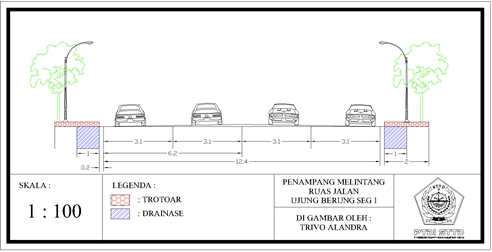 3.1
3.1
3.1
3.1
1
6.2
1
0.2
12.4
2
SKALA :
1 : 100
LEGENDA :
: TROTOAR
: DRAINASE
PENAMPANG MELINTANG
RUAS JALAN
UJUNG BERUNG SEG 1
DI GAMBAR OLEH :
TRIVO ALANDRA
STTD
PTDI STTD